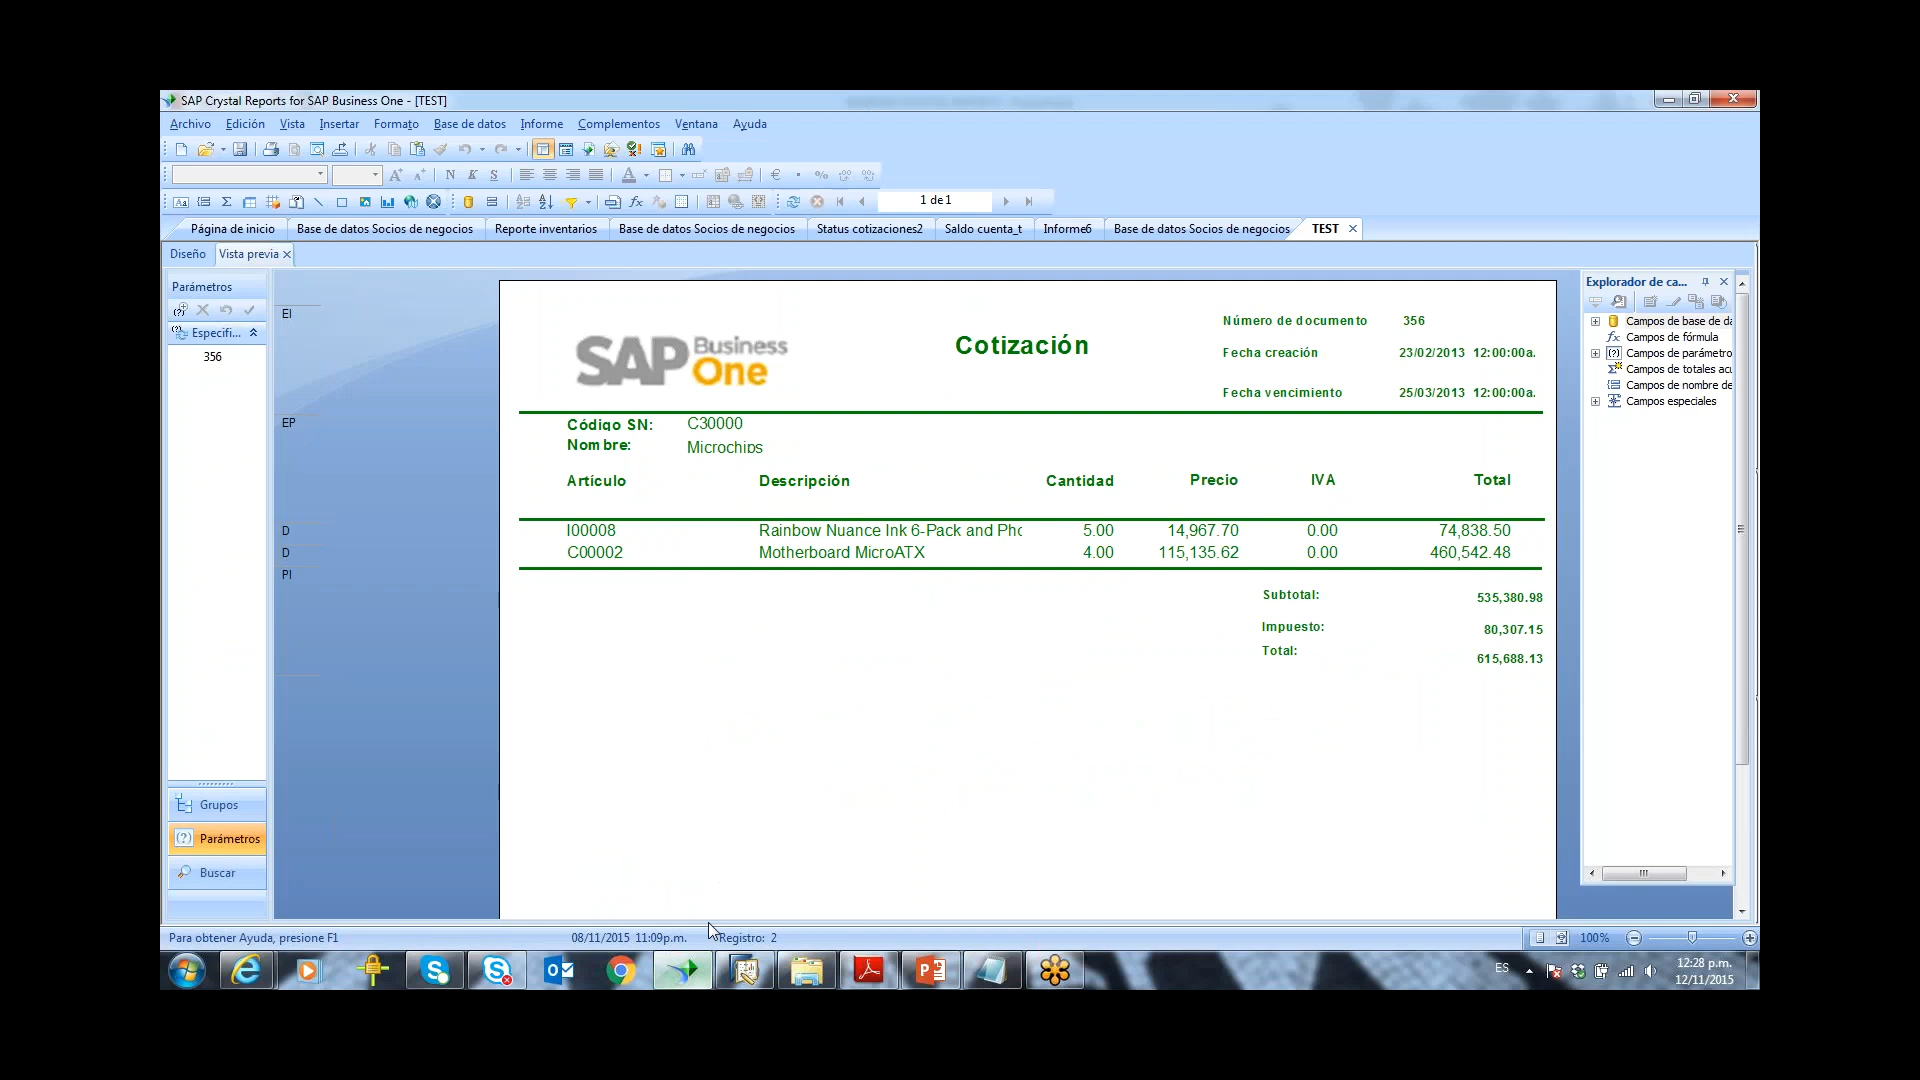 SAP Crystal Reports for SAP Business One - [TEST]
Archivo Edición Vista Insertar Formato Base de datos Informe Complementos Ventana Ayuda
N K S
1 de 1
Página de inicio Base de datos Socios de negocios Reporte inventarios Base de datos Socios de negocios Status cotizaciones2 Saldo cuenta_t Informe6 Base de datos Socios de negocios TEST
Diseño Vista previa
Parámetros
Especifi...
356
Grupos
Parámetros
Buscar
EI
EP
D
D
PI
SAP Business One
Cotización
Número de documento 356
Fecha creación 23/02/2013 12:00:00a.
Fecha vencimiento 25/03/2013 12:00:00a.
Código SN: C30000
Nombre: Microchips
Artículo Descripción Cantidad Precio IVA Total
I00008 Rainbow Nuance Ink 6-Pack and Pho 5.00 14,967.70 0.00 74,838.50
C00002 Motherboard MicroATX 4.00 115,135.62 0.00 460,542.48
Subtotal: 535,380.98
Impuesto: 80,307.15
Total: 615,688.13
Explorador de ca...
Campos de base de da
Campos de fórmula
Campos de parámetro
Campos de totales acu
Campos de nombre de
Campos especiales
Para obtener Ayuda, presione F1 08/11/2015 11:09p.m. Registro: 2 100%
ES 12:28 p.m.
12/11/2015